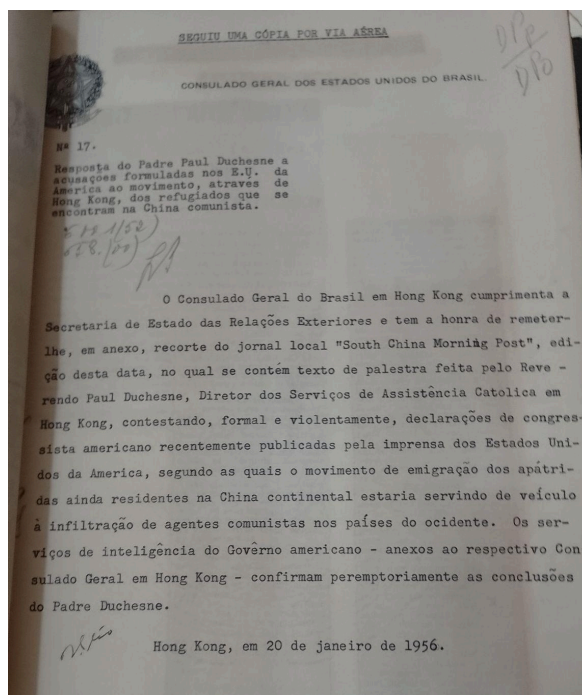 SEGUIU UMA CÓPIA POR VIA AÉREA
DPp
DPo
CONSULADO GERAL DOS ESTADOS UNIDOS DO BRASIL.
Nº 17.
Resposta do Padre Paul Duchesne a
acusações formuladas nos E.U. da
America ao movimento, atraves de
Hong Kong, dos refugiados que se
encontram na China comunista.
O Consulado Geral do Brasil em Hong Kong cumprimenta a
Secretaria de Estado das Relações Exteriores e tem a honra de remeter-
lhe, em anexo, recorte do jornal local "South China Morning Post", edi-
ção desta data, no qual se contém texto de palestra feita pelo Reve -
rendo Paul Duchesne, Diretor dos Serviços de Assistência Catolica em
Hong Kong, contestando, formal e violentamente, declarações de congres-
sista americano recentemente publicadas pela imprensa dos Estados Uni-
dos da America, segundo as quais o movimento de emigração dos apátri-
das ainda residentes na China continental estaria servindo de veículo
à infiltração de agentes comunistas nos países do ocidente. Os ser-
viços de inteligência do Govêrno americano - anexos ao respectivo Con
sulado Geral em Hong Kong - confirmam peremptoriamente as conclusões
do Padre Duchesne.
Hong Kong, em 20 de janeiro de 1956.